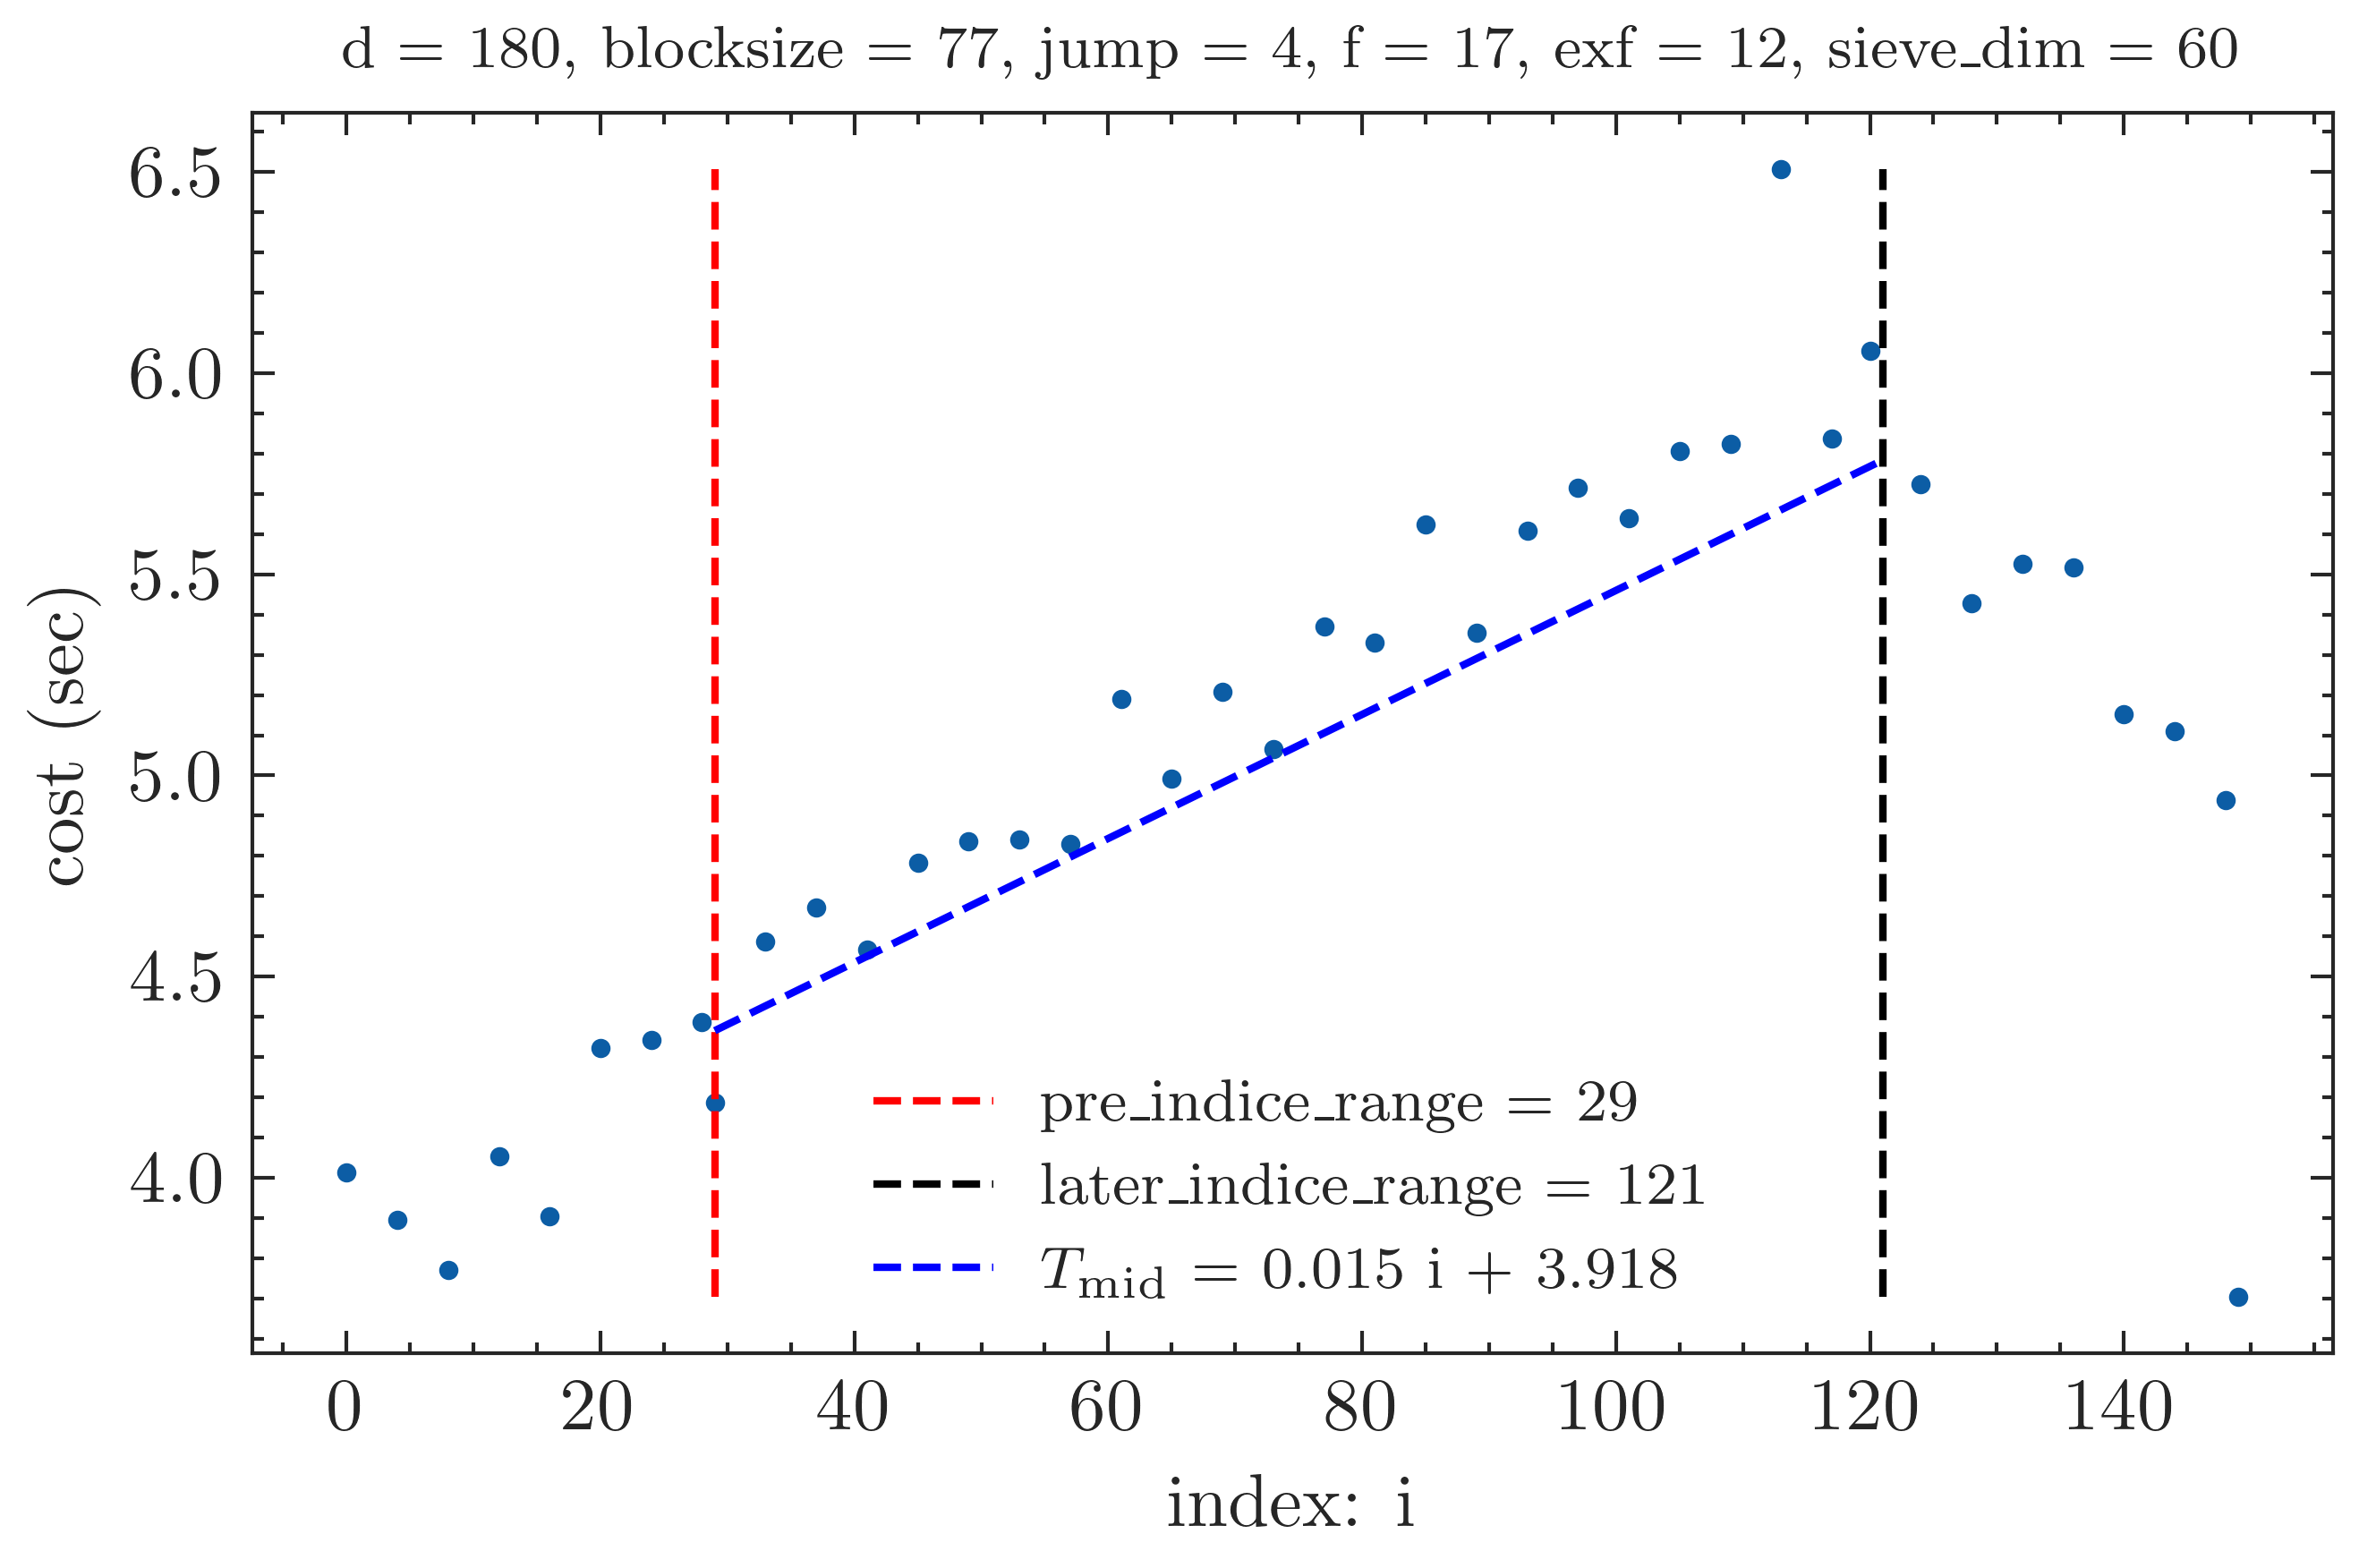 d = 180, blocksize = 77, jump = 4, f = 17, exf = 12, sieve_dim = 60
6.5
6.0
5.5
5.0
4.5
4.0
cost (sec)
pre_indice_range = 29
later_indice_range = 121
T_mid = 0.015 i + 3.918
0 20 40 60 80 100 120 140
index: i